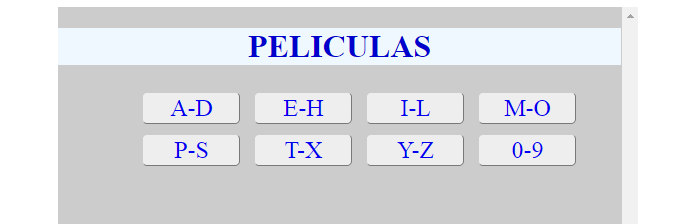 PELICULAS
A-D E-H I-L M-O
P-S T-X Y-Z 0-9